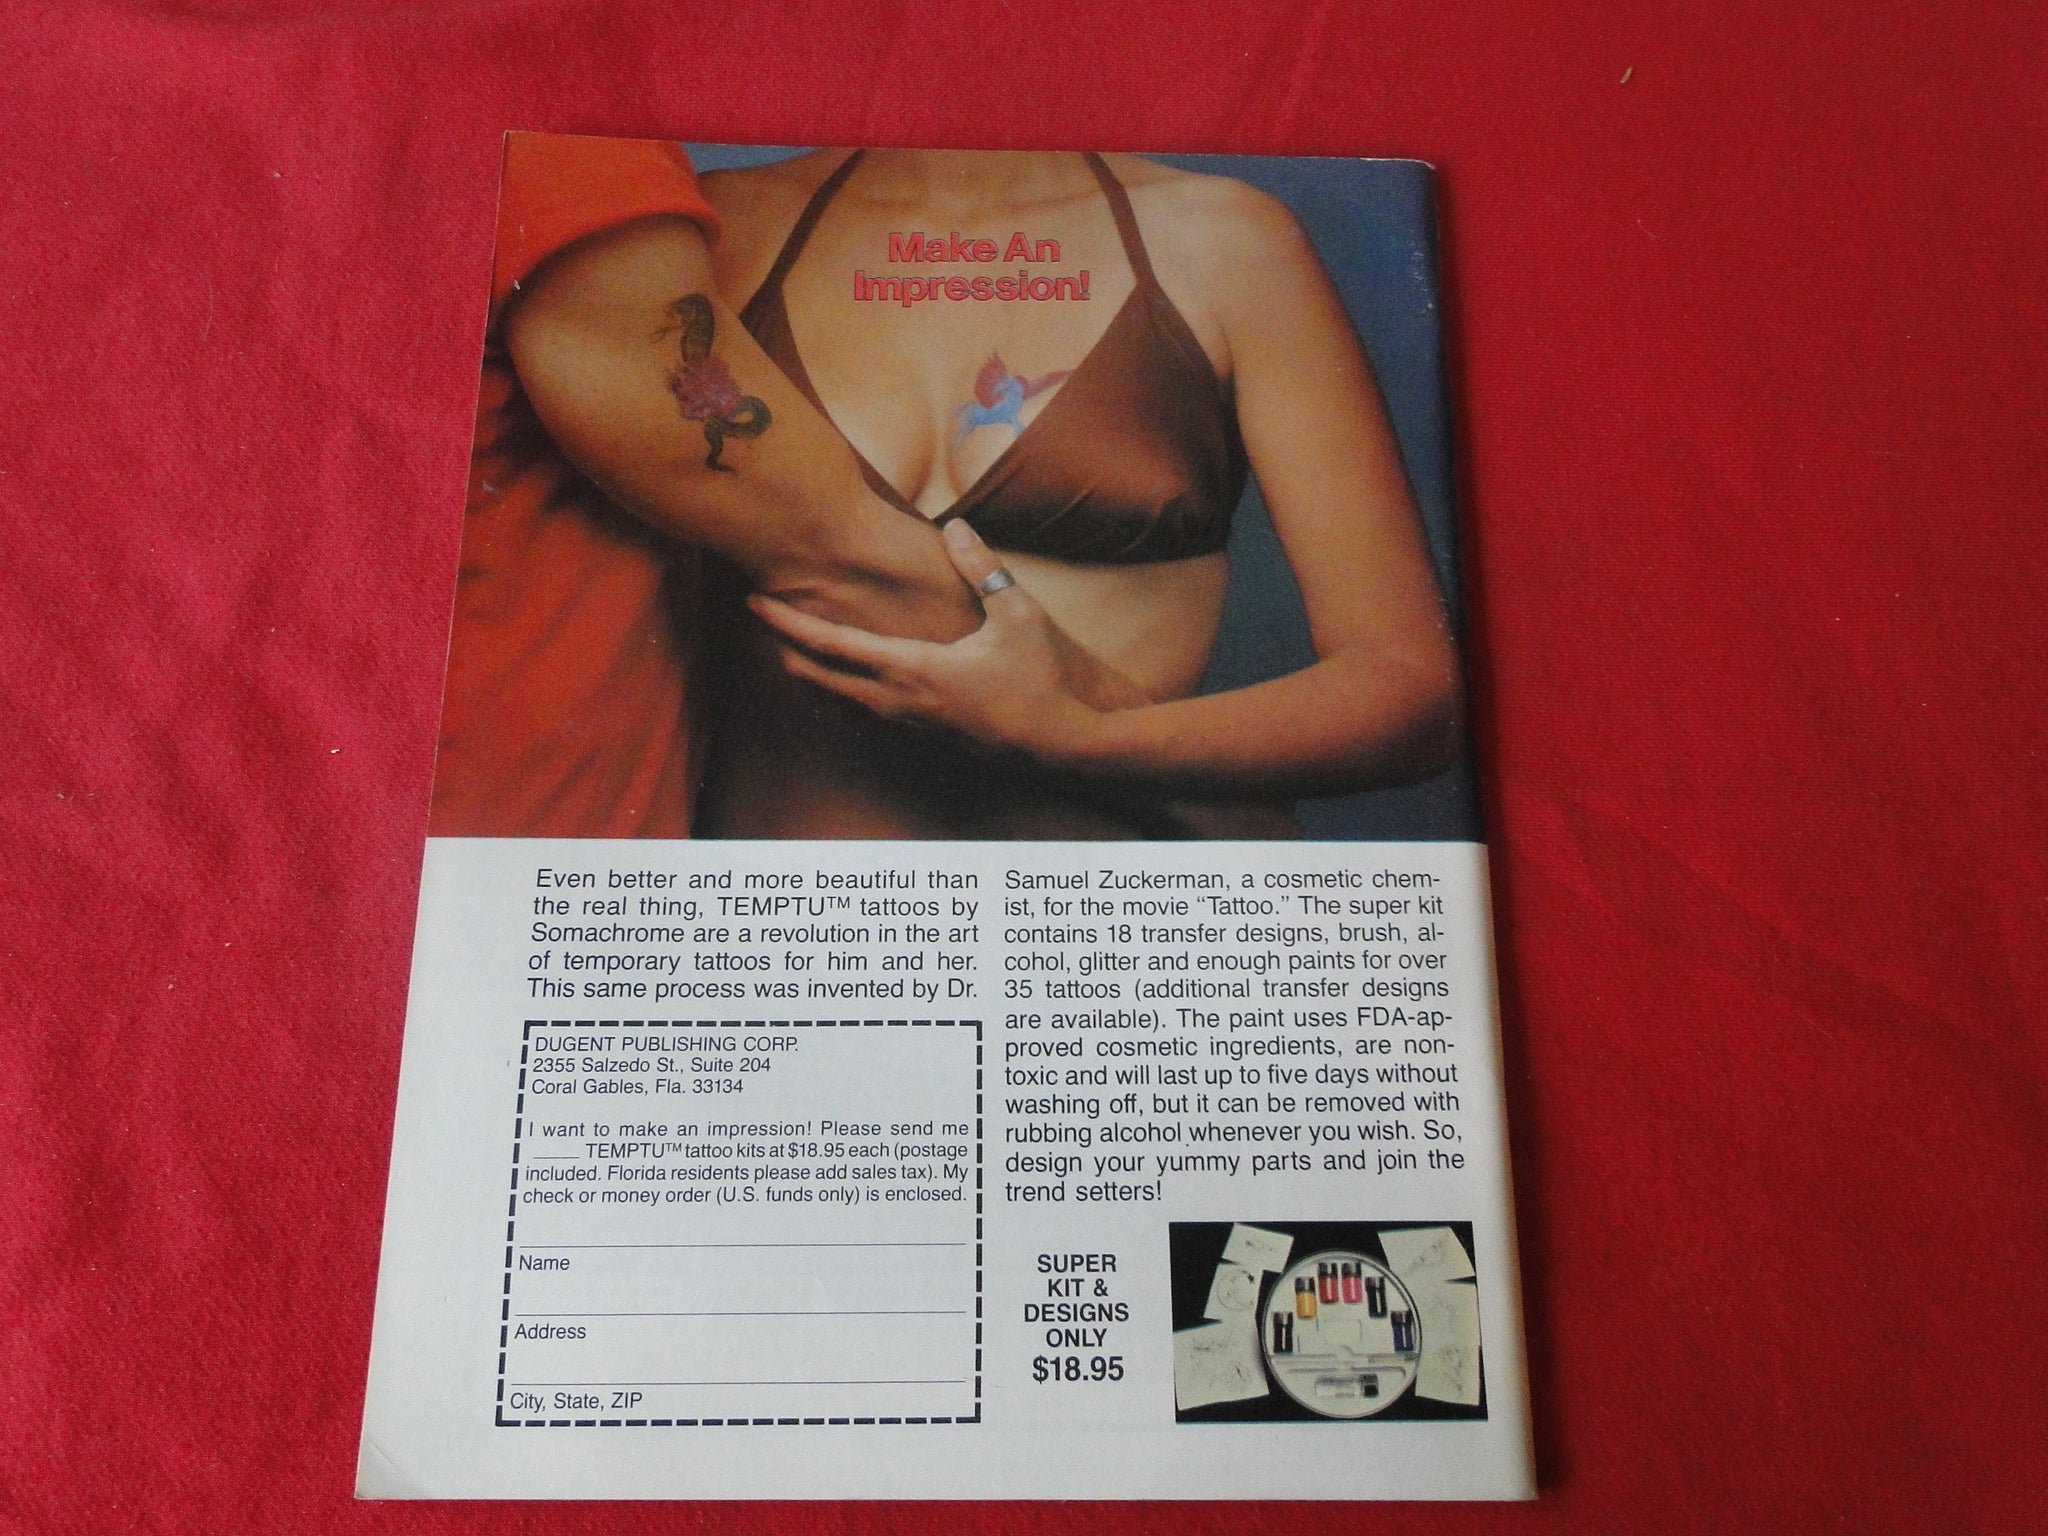 Make An
Impression!
Even better and more beautiful than
the real thing, TEMPTU™ tattoos by
Somachrome are a revolution in the art
of temporary tattoos for him and her.
This same process was invented by Dr.
Samuel Zuckerman, a cosmetic chem-
ist, for the movie “Tattoo.” The super kit
contains 18 transfer designs, brush, al-
cohol, glitter and enough paints for over
35 tattoos (additional transfer designs
are available). The paint uses FDA-ap-
proved cosmetic ingredients, are non-
toxic and will last up to five days without
washing off, but it can be removed with
rubbing alcohol whenever you wish. So,
design your yummy parts and join the
trend setters!
DUGENT PUBLISHING CORP.
2355 Salzedo St., Suite 204
Coral Gables, Fla. 33134
I want to make an impression! Please send me
____ TEMPTU™ tattoo kits at $18.95 each (postage
included. Florida residents please add sales tax). My
check or money order (U.S. funds only) is enclosed.
Name
Address
City, State, ZIP
SUPER
KIT &
DESIGNS
ONLY
$18.95